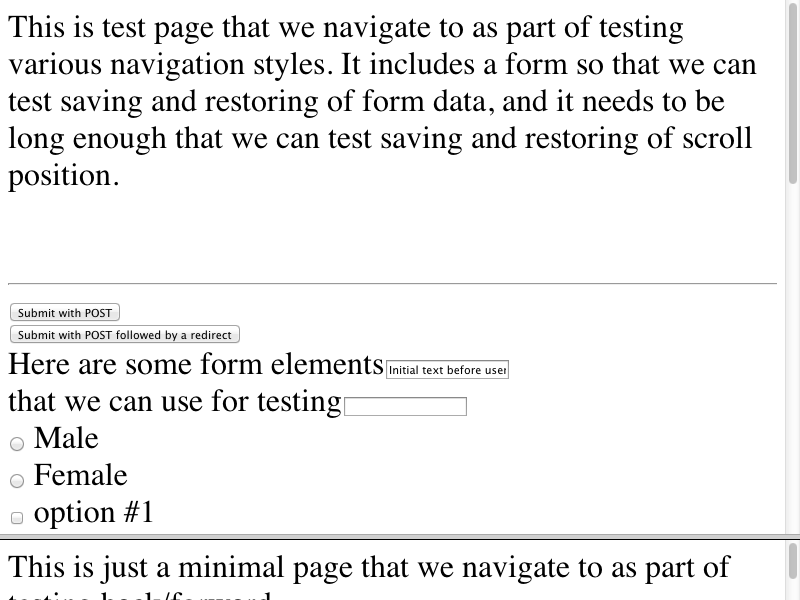 This is test page that we navigate to as part of testing
various navigation styles. It includes a form so that we can
test saving and restoring of form data, and it needs to be
long enough that we can test saving and restoring of scroll
position.
Submit with POST
Submit with POST followed by a redirect
Here are some form elements Initial text before user
that we can use for testing
Male
Female
option #1
This is just a minimal page that we navigate to as part of
testing back/forward